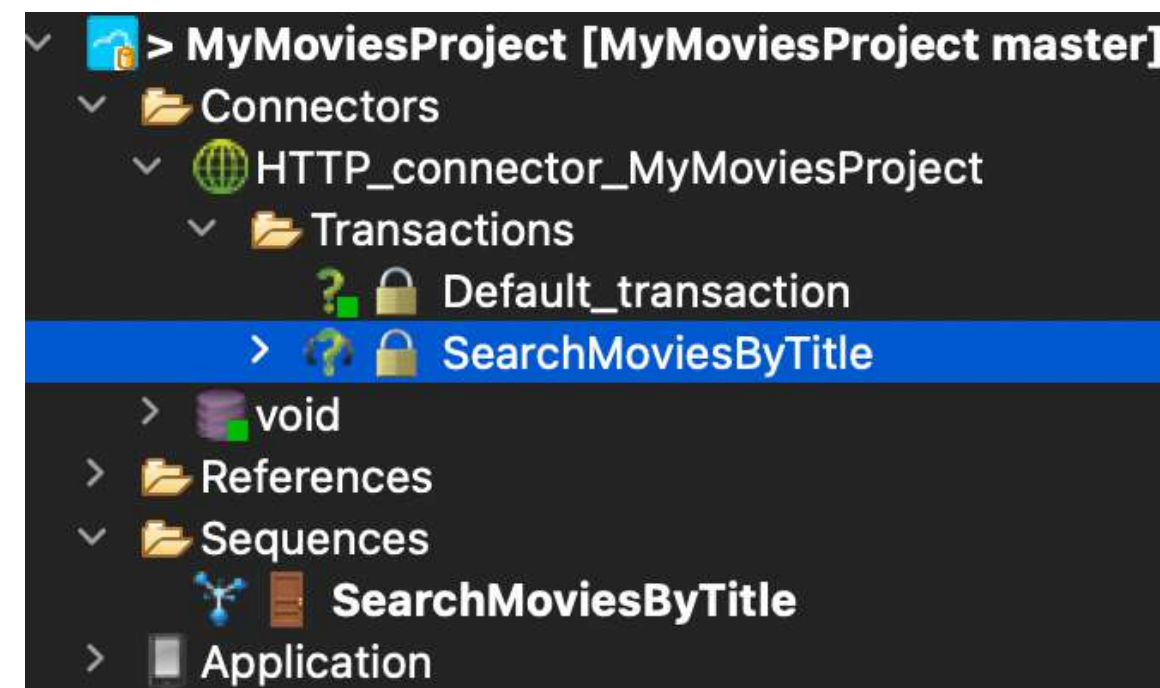 > MyMoviesProject [MyMoviesProject master]
Connectors
HTTP_connector_MyMoviesProject
Transactions
Default_transaction
SearchMoviesByTitle
void
References
Sequences
SearchMoviesByTitle
Application